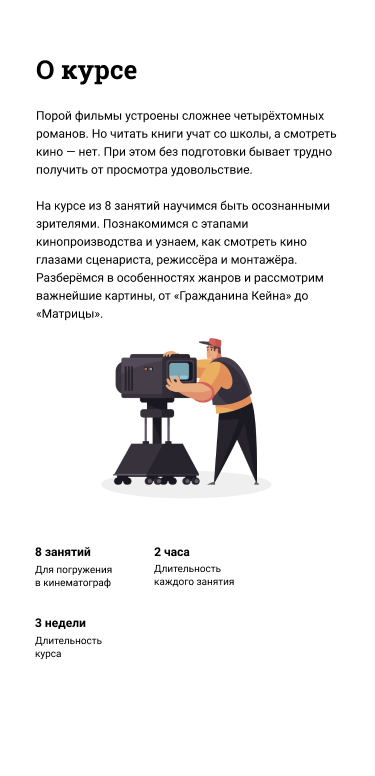 О курсе
Порой фильмы устроены сложнее четырёхтомных
романов. Но читать книги учат со школы, а смотреть
кино — нет. При этом без подготовки бывает трудно
получить от просмотра удовольствие.
На курсе из 8 занятий научимся быть осознанными
зрителями. Познакомимся с этапами
кинопроизводства и узнаем, как смотреть кино
глазами сценариста, режиссёра и монтажёра.
Разберёмся в особенностях жанров и рассмотрим
важнейшие картины, от «Гражданина Кейна» до
«Матрицы».
8 занятий
Для погружения
в кинематограф
2 часа
Длительность
каждого занятия
3 недели
Длительность
курса